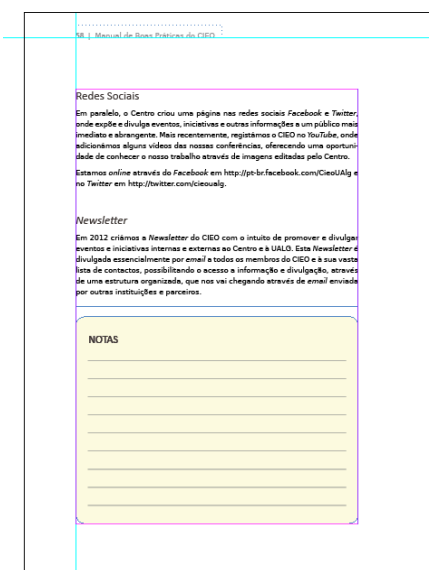 58 | Manual de Boas Práticas do CIEO
Redes Sociais
Em paralelo, o Centro criou uma página nas redes sociais Facebook e Twitter,
onde expõe e divulga eventos, iniciativas e outras informações a um público mais
imediato e abrangente. Mais recentemente, registámos o CIEO no YouTube, onde
adicionámos alguns vídeos das nossas conferências, oferecendo uma oportuni-
dade de conhecer o nosso trabalho através de imagens editadas pelo Centro.
Estamos online através do Facebook em http://pt-br.facebook.com/CieoUAlg e
no Twitter em http://twitter.com/cieoualg.
Newsletter
Em 2012 criámos a Newsletter do CIEO com o intuito de promover e divulgar
eventos e iniciativas internas e externas ao Centro e à UALG. Esta Newsletter é
divulgada essencialmente por email a todos os membros do CIEO e à sua vasta
lista de contactos, possibilitando o acesso a informação e divulgação, através
de uma estrutura organizada, que nos vai chegando através de email enviada
por outras instituições e parceiros.
NOTAS